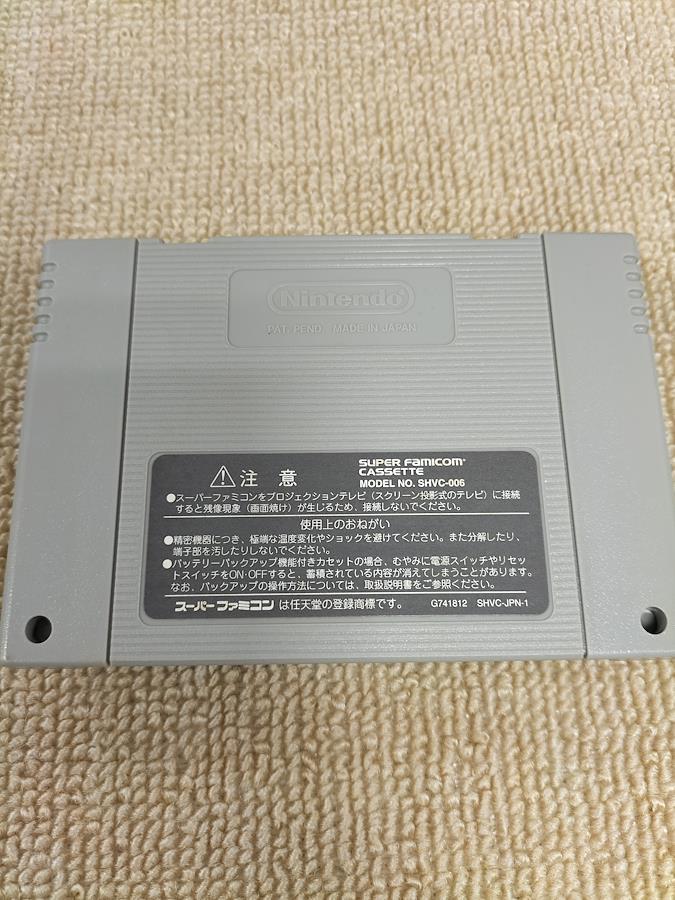 Nintendo
PAT. PEND. MADE IN JAPAN
⚠注 意
SUPER FAMICOM
CASSETTE
MODEL NO. SHVC-006
●スーパーファミコンをプロジェクションテレビ(スクリーン投影式のテレビ)に接続
すると残像現象(画面焼け)が生じるため、接続しないでください。
使用上のおねがい
●精密機器につき、極端な温度変化やショックを避けてください。また分解したり、
端子部を汚したりしないでください。
●バッテリーバックアップ機能付きカセットの場合、むやみに電源スイッチやリセッ
トスイッチをON・OFFすると、蓄積されている内容が消えてしまうことがあります。
なお、バックアップの操作方法については、取扱説明書をご参照ください。
スーパーファミコン は任天堂の登録商標です。 G741812 SHVC-JPN-1